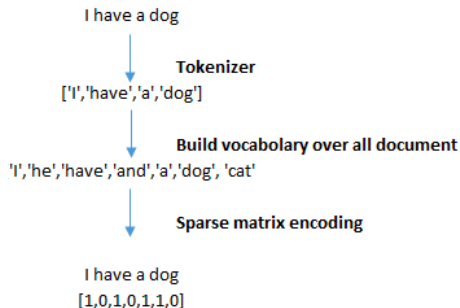 I have a dog
Tokenizer
['I','have','a','dog']
Build vocabolary over all document
'I','he','have','and','a','dog', 'cat'
Sparse matrix encoding
I have a dog
[1,0,1,0,1,1,0]